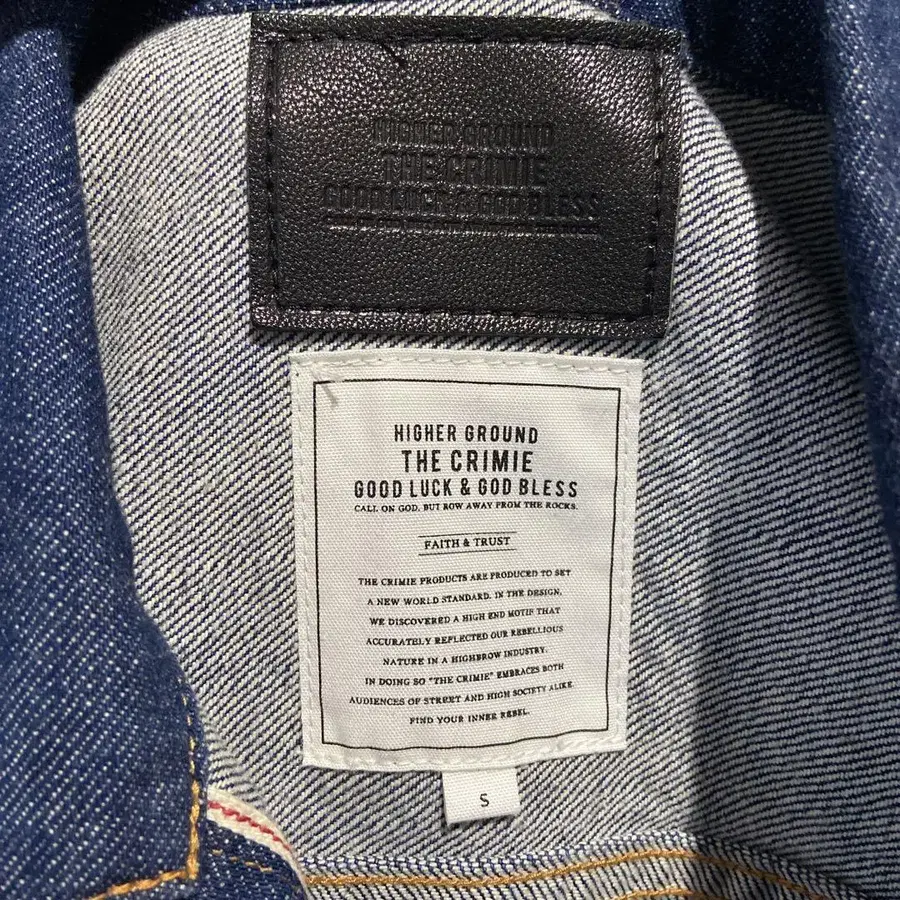 HIGHER GROUND
THE CRIMIE
GOOD LUCK & GOD BLESS
HIGHER GROUND
THE CRIMIE
GOOD LUCK & GOD BLESS
CALL ON GOD, BUT ROW AWAY FROM THE ROCKS.
FAITH & TRUST
THE CRIMIE PRODUCTS ARE PRODUCED TO SET
A NEW WORLD STANDARD. IN THE DESIGN,
WE DISCOVERED A HIGH END MOTIF THAT
ACCURATELY REFLECTED OUR REBELLIOUS
NATURE IN A HIGHBROW INDUSTRY.
IN DOING SO "THE CRIMIE" EMBRACES BOTH
AUDIENCES OF STREET AND HIGH SOCIETY ALIKE.
FIND YOUR INNER REBEL.
S